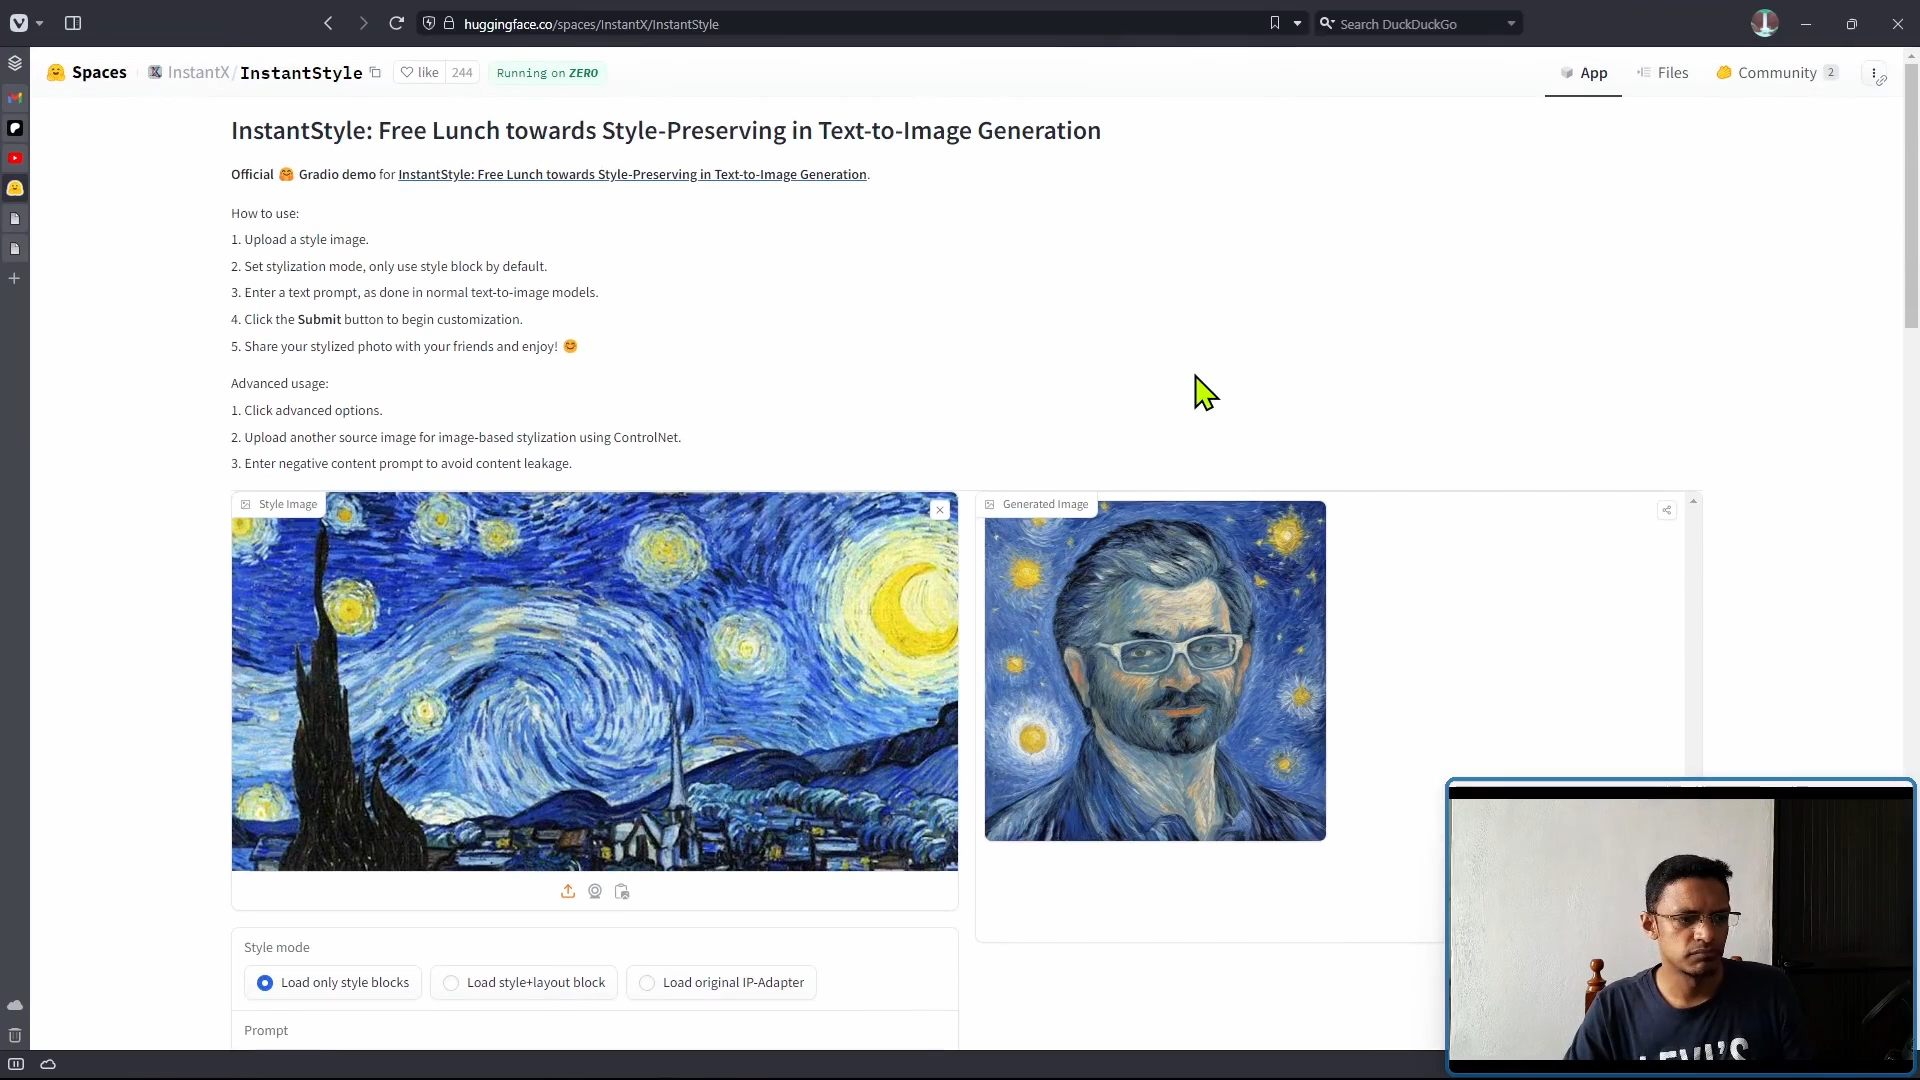 huggingface.co/spaces/InstantX/InstantStyle
Search DuckDuckGo
Spaces
InstantX/InstantStyle
like 244
Running on ZERO
App
Files
Community 2
InstantStyle: Free Lunch towards Style-Preserving in Text-to-Image Generation
Official 🤗 Gradio demo for InstantStyle: Free Lunch towards Style-Preserving in Text-to-Image Generation.
How to use:
1. Upload a style image.
2. Set stylization mode, only use style block by default.
3. Enter a text prompt, as done in normal text-to-image models.
4. Click the Submit button to begin customization.
5. Share your stylized photo with your friends and enjoy! 😊
Advanced usage:
1. Click advanced options.
2. Upload another source image for image-based stylization using ControlNet.
3. Enter negative content prompt to avoid content leakage.
Style Image
Generated Image
Style mode
Load only style blocks
Load style+layout block
Load original IP-Adapter
Prompt
LEVI'S